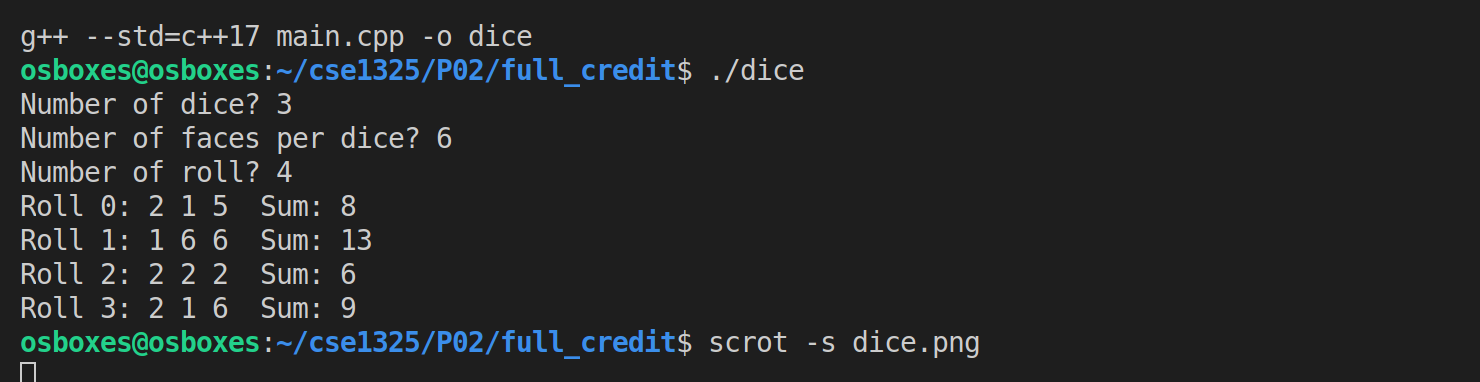 g++ --std=c++17 main.cpp -o dice
osboxes@osboxes:~/cse1325/P02/full_credit$ ./dice
Number of dice? 3
Number of faces per dice? 6
Number of roll? 4
Roll 0: 2 1 5  Sum: 8
Roll 1: 1 6 6  Sum: 13
Roll 2: 2 2 2  Sum: 6
Roll 3: 2 1 6  Sum: 9
osboxes@osboxes:~/cse1325/P02/full_credit$ scrot -s dice.png